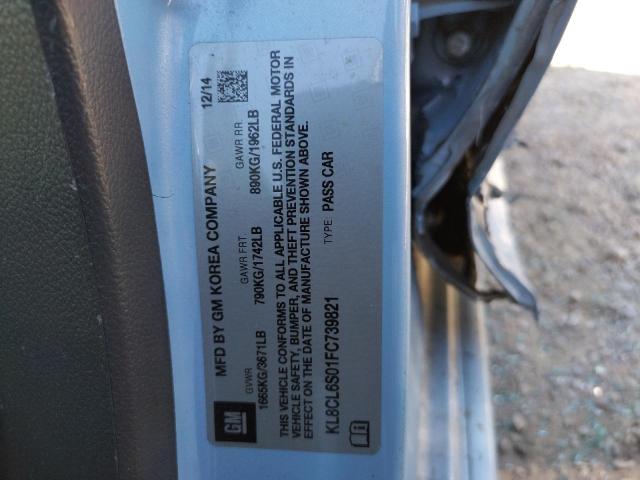 GM
MFD BY GM KOREA COMPANY 12/14
GVWR GAWR FRT. GAWR RR.
1665KG/3671LB 790KG/1742LB 890KG/1962LB
THIS VEHICLE CONFORMS TO ALL APPLICABLE U.S. FEDERAL MOTOR
VEHICLE SAFETY, BUMPER, AND THEFT PREVENTION STANDARDS IN
EFFECT ON THE DATE OF MANUFACTURE SHOWN ABOVE.
KL8CL6S01FC739821 TYPE: PASS CAR